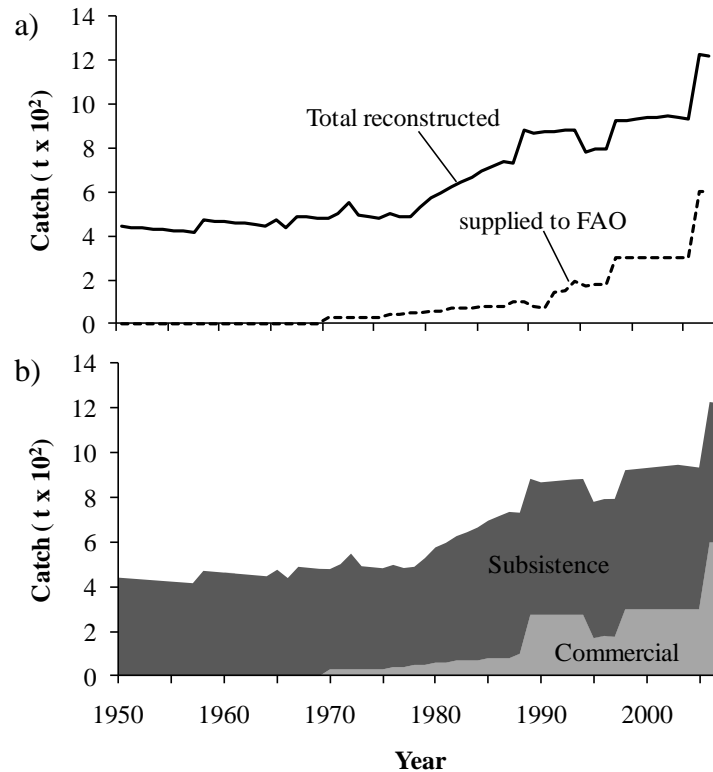 a)
14
12
10
8
6
4
2
0
Catch ( t x 10²)
Total reconstructed
supplied to FAO
b)
14
12
10
8
6
4
2
0
Catch ( t x 10²)
Subsistence
Commercial
1950 1960 1970 1980 1990 2000
Year